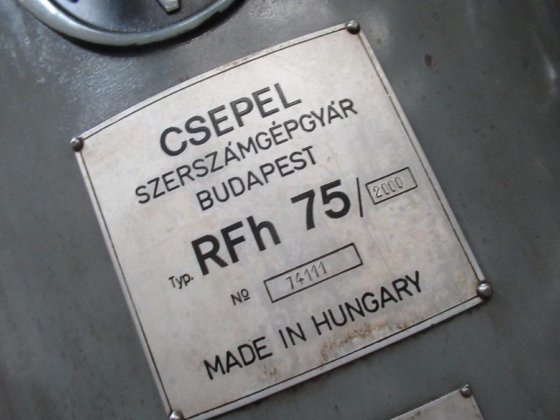 CSEPEL
SZERSZÁMGÉPGYÁR
BUDAPEST
Typ. RFh 75/2000
No 14111
MADE IN HUNGARY